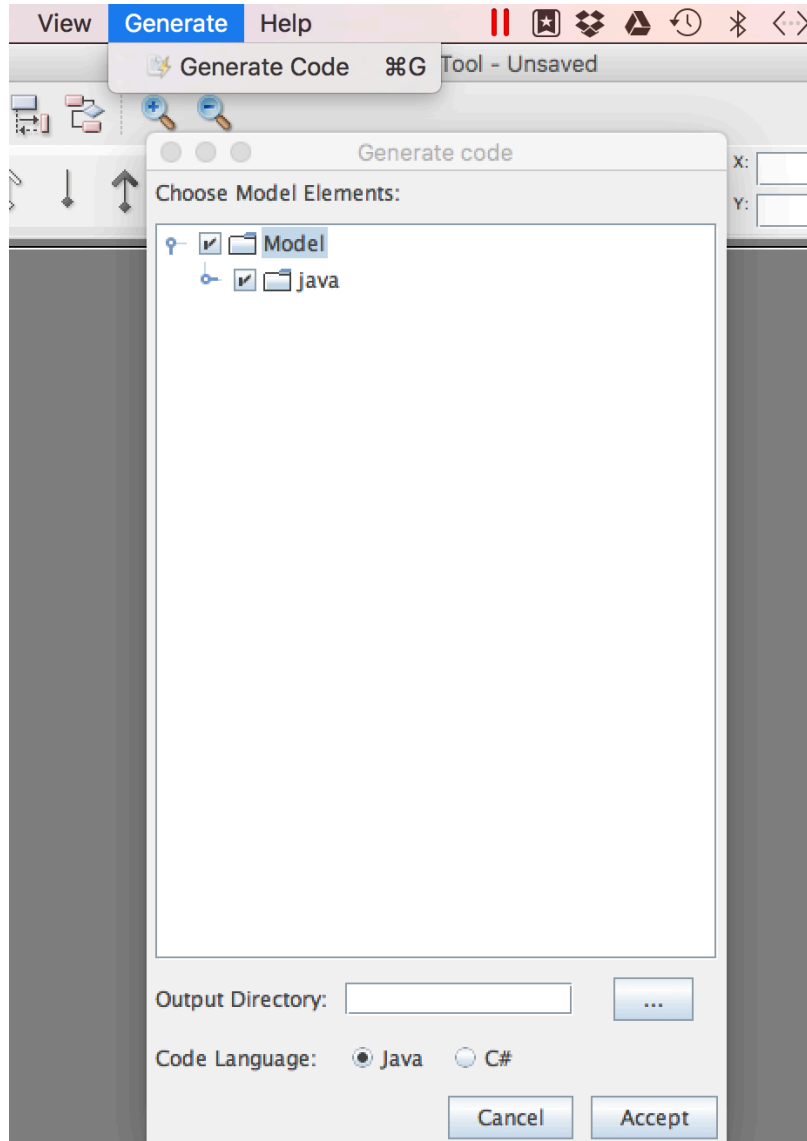 View Generate Help
Generate Code ⌘G
Tool - Unsaved
Generate code
X:
Choose Model Elements:
Y:
Model
java
Output Directory:
...
Code Language: Java C#
Cancel Accept